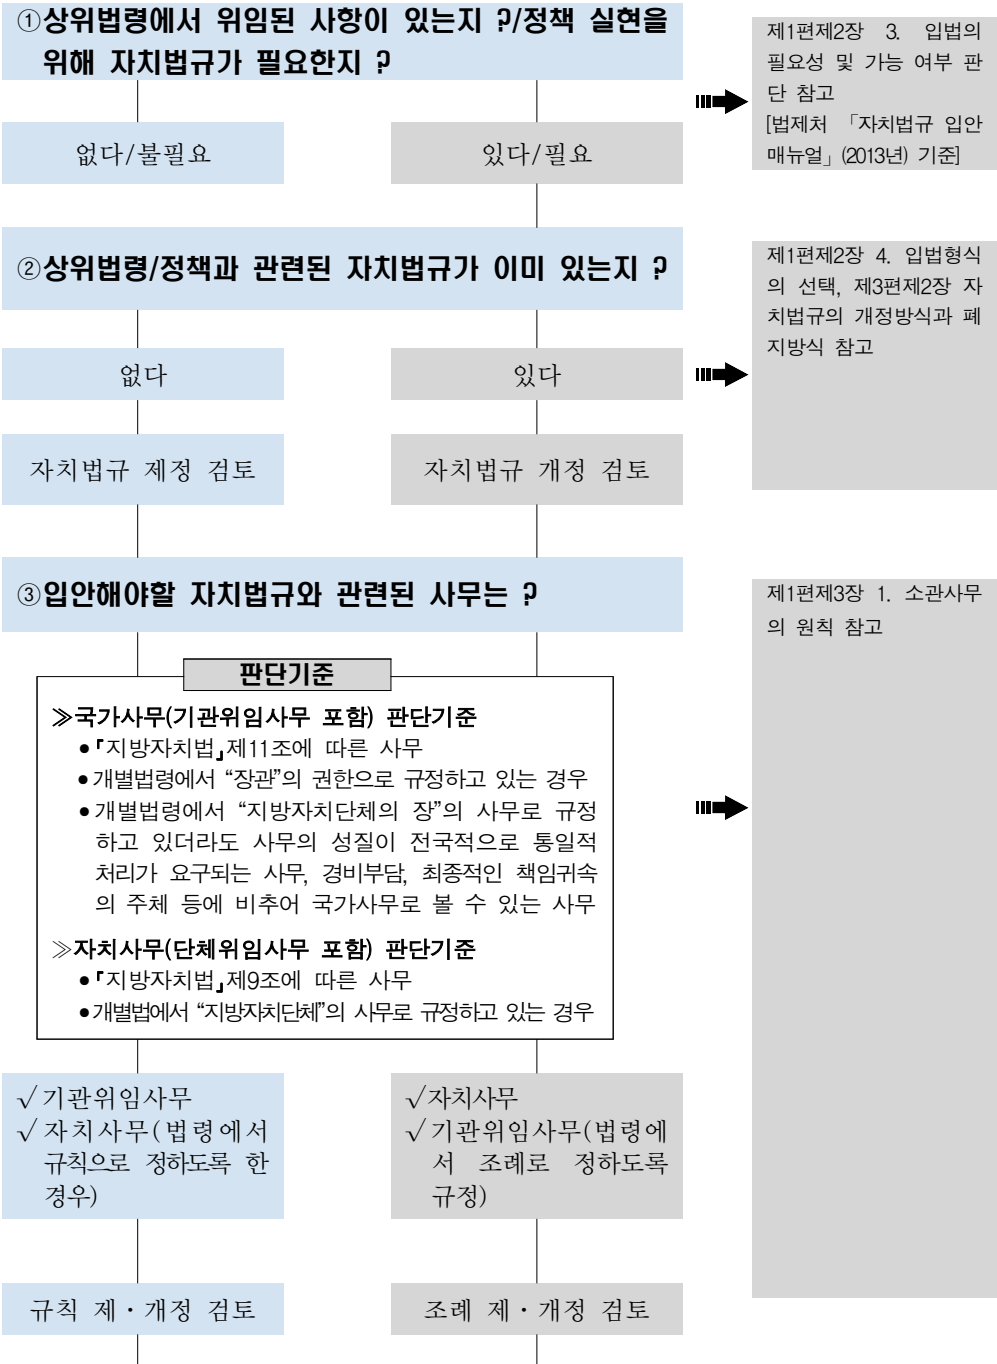 ①상위법령에서 위임된 사항이 있는지 ?/정책 실현을
위해 자치법규가 필요한지 ?
제1편제2장 3. 입법의
필요성 및 가능 여부 판
단 참고
[법제처 「자치법규 입안
매뉴얼」(2013년) 기준]
없다/불필요
있다/필요
②상위법령/정책과 관련된 자치법규가 이미 있는지 ?
제1편제2장 4. 입법형식
의 선택, 제3편제2장 자
치법규의 개정방식과 폐
지방식 참고
없다
있다
자치법규 제정 검토
자치법규 개정 검토
③입안해야할 자치법규와 관련된 사무는 ?
제1편제3장 1. 소관사무
의 원칙 참고
판단기준
≫국가사무(기관위임사무 포함) 판단기준
●「지방자치법」제11조에 따른 사무
●개별법령에서 “장관”의 권한으로 규정하고 있는 경우
●개별법령에서 “지방자치단체의 장”의 사무로 규정
하고 있더라도 사무의 성질이 전국적으로 통일적
처리가 요구되는 사무, 경비부담, 최종적인 책임귀속
의 주체 등에 비추어 국가사무로 볼 수 있는 사무
≫자치사무(단체위임사무 포함) 판단기준
●「지방자치법」제9조에 따른 사무
●개별법에서 “지방자치단체”의 사무로 규정하고 있는 경우
√기관위임사무
√자치사무(법령에서
규칙으로 정하도록 한
경우)
√자치사무
√기관위임사무(법령에
서 조례로 정하도록
규정)
규칙 제·개정 검토
조례 제·개정 검토